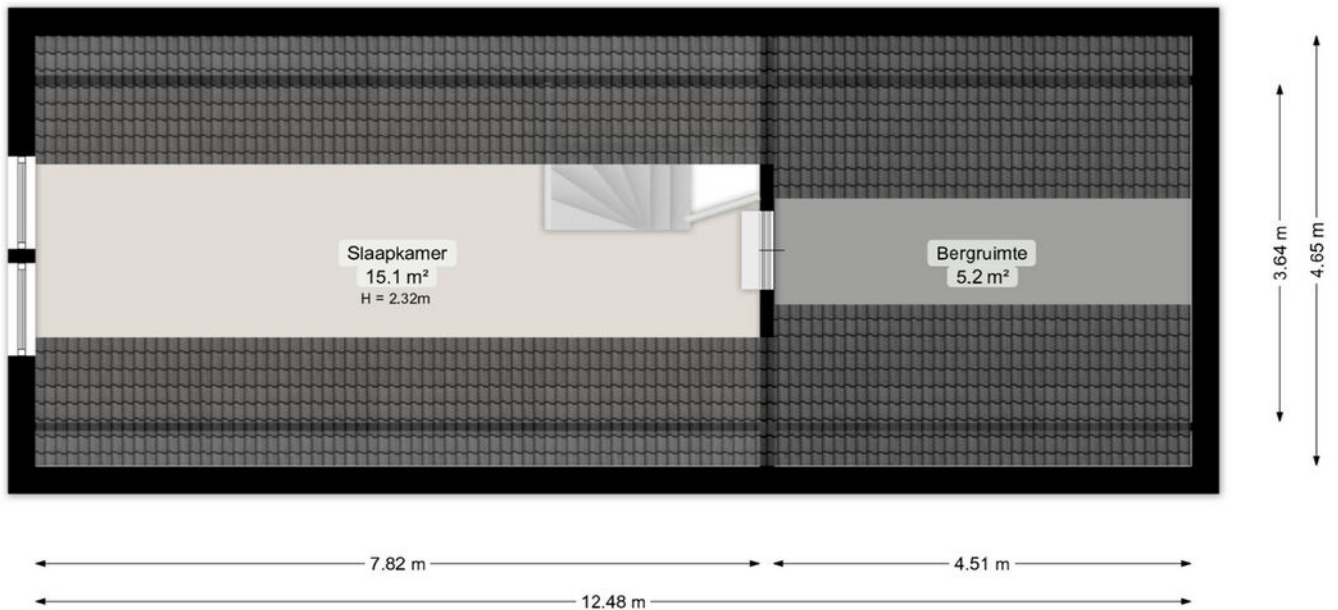 Slaapkamer
15.1 m²
H = 2.32m
Bergruimte
5.2 m²
3.64 m
4.65 m
7.82 m
4.51 m
12.48 m